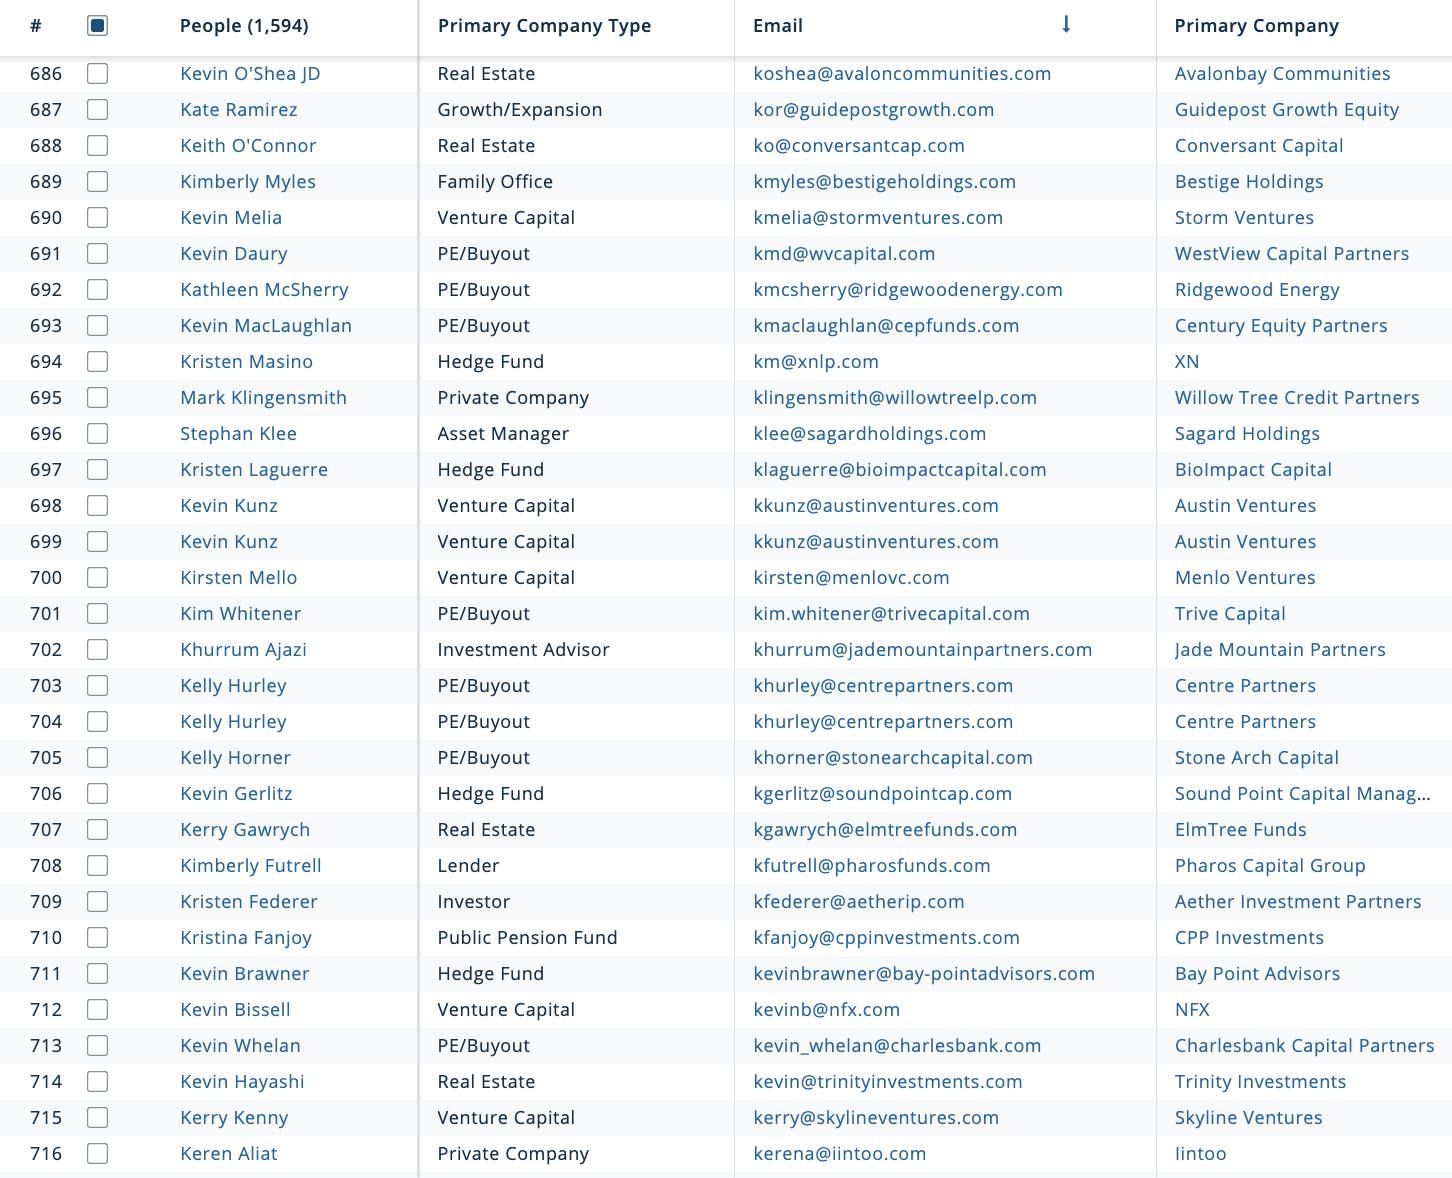 # People (1,594) Primary Company Type Email ↓ Primary Company
686 Kevin O'Shea JD Real Estate koshea@avaloncommunities.com Avalonbay Communities
687 Kate Ramirez Growth/Expansion kor@guidepostgrowth.com Guidepost Growth Equity
688 Keith O'Connor Real Estate ko@conversantcap.com Conversant Capital
689 Kimberly Myles Family Office kmyles@bestigeholdings.com Bestige Holdings
690 Kevin Melia Venture Capital kmelia@stormventures.com Storm Ventures
691 Kevin Daury PE/Buyout kmd@wvcapital.com WestView Capital Partners
692 Kathleen McSherry PE/Buyout kmcsherry@ridgewoodenergy.com Ridgewood Energy
693 Kevin MacLaughlan PE/Buyout kmaclaughlan@cepfunds.com Century Equity Partners
694 Kristen Masino Hedge Fund km@xnlp.com XN
695 Mark Klingensmith Private Company klingensmith@willowtreelp.com Willow Tree Credit Partners
696 Stephan Klee Asset Manager klee@sagardholdings.com Sagard Holdings
697 Kristen Laguerre Hedge Fund klaguerre@bioimpactcapital.com BioImpact Capital
698 Kevin Kunz Venture Capital kkunz@austinventures.com Austin Ventures
699 Kevin Kunz Venture Capital kkunz@austinventures.com Austin Ventures
700 Kirsten Mello Venture Capital kirsten@menlovc.com Menlo Ventures
701 Kim Whitener PE/Buyout kim.whitener@trivecapital.com Trive Capital
702 Khurrum Ajazi Investment Advisor khurrum@jademountainpartners.com Jade Mountain Partners
703 Kelly Hurley PE/Buyout khurley@centrepartners.com Centre Partners
704 Kelly Hurley PE/Buyout khurley@centrepartners.com Centre Partners
705 Kelly Horner PE/Buyout khorner@stonearchcapital.com Stone Arch Capital
706 Kevin Gerlitz Hedge Fund kgerlitz@soundpointcap.com Sound Point Capital Manag...
707 Kerry Gawrych Real Estate kgawrych@elmtreefunds.com ElmTree Funds
708 Kimberly Futrell Lender kfutrell@pharosfunds.com Pharos Capital Group
709 Kristen Federer Investor kfederer@aetherip.com Aether Investment Partners
710 Kristina Fanjoy Public Pension Fund kfanjoy@cppinvestments.com CPP Investments
711 Kevin Brawner Hedge Fund kevinbrawner@bay-pointadvisors.com Bay Point Advisors
712 Kevin Bissell Venture Capital kevinb@nfx.com NFX
713 Kevin Whelan PE/Buyout kevin_whelan@charlesbank.com Charlesbank Capital Partners
714 Kevin Hayashi Real Estate kevin@trinityinvestments.com Trinity Investments
715 Kerry Kenny Venture Capital kerry@skylineventures.com Skyline Ventures
716 Keren Aliat Private Company kerena@iintoo.com Iintoo